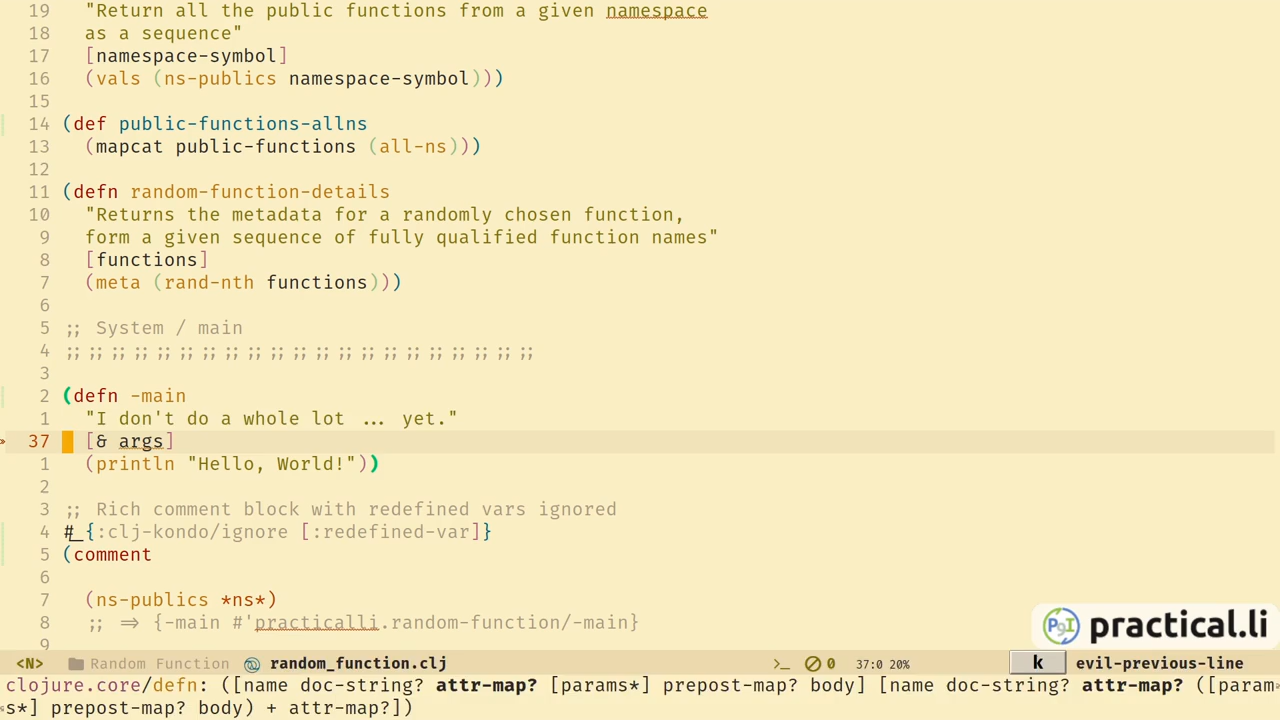 19 "Return all the public functions from a given namespace
18 as a sequence"
17 [namespace-symbol]
16 (vals (ns-publics namespace-symbol)))
15
14 (def public-functions-allns
13 (mapcat public-functions (all-ns)))
12
11 (defn random-function-details
10 "Returns the metadata for a randomly chosen function,
9 form a given sequence of fully qualified function names"
8 [functions]
7 (meta (rand-nth functions)))
6
5 ;; System / main
4 ;; ;; ;; ;; ;; ;; ;; ;; ;; ;; ;; ;; ;; ;; ;; ;; ;; ;; ;; ;; ;;
3
2 (defn -main
1 "I don't do a whole lot ... yet."
37 [& args]
1 (println "Hello, World!"))
2
3 ;; Rich comment block with redefined vars ignored
4 #_{:clj-kondo/ignore [:redefined-var]}
5 (comment
6
7 (ns-publics *ns*)
8 ;; => {-main #'practicalli.random-function/-main}
9
practical.li
<N> Random Function random_function.clj >_ 0 37:0 20% k evil-previous-line
clojure.core/defn: ([name doc-string? attr-map? [params*] prepost-map? body] [name doc-string? attr-map? ([param
s*] prepost-map? body) + attr-map?])